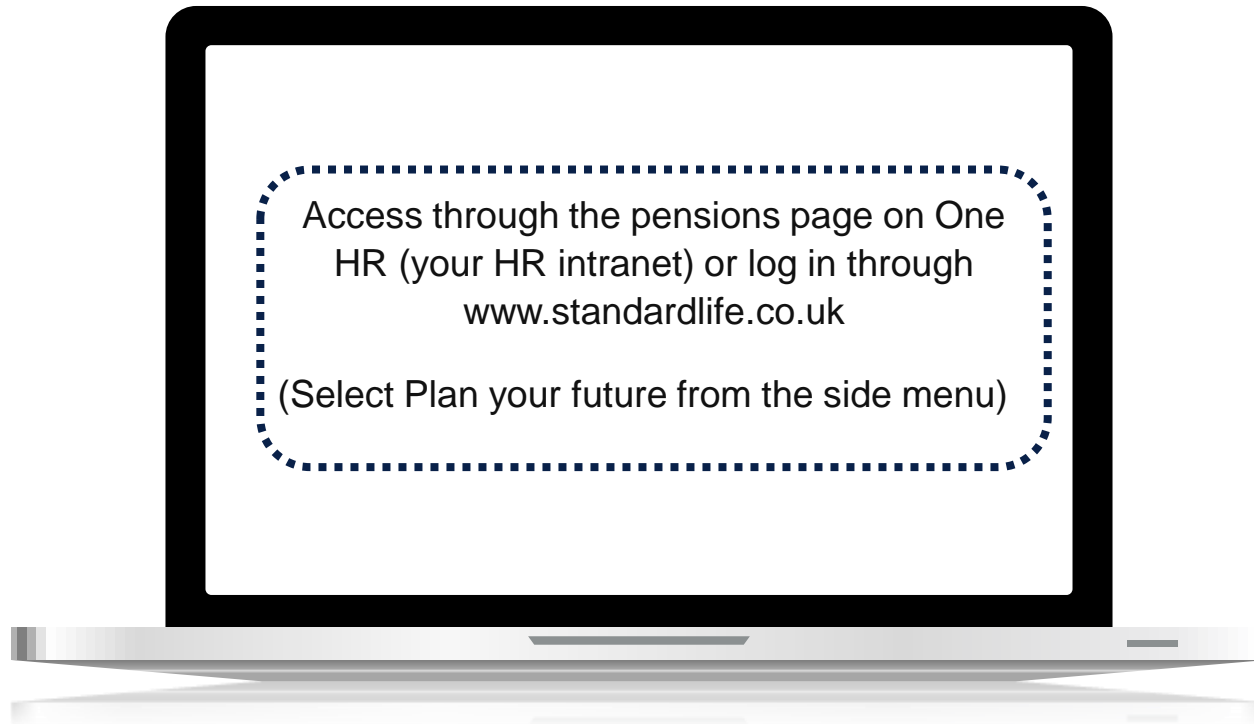 Access through the pensions page on One
HR (your HR intranet) or log in through
www.standardlife.co.uk
(Select Plan your future from the side menu)